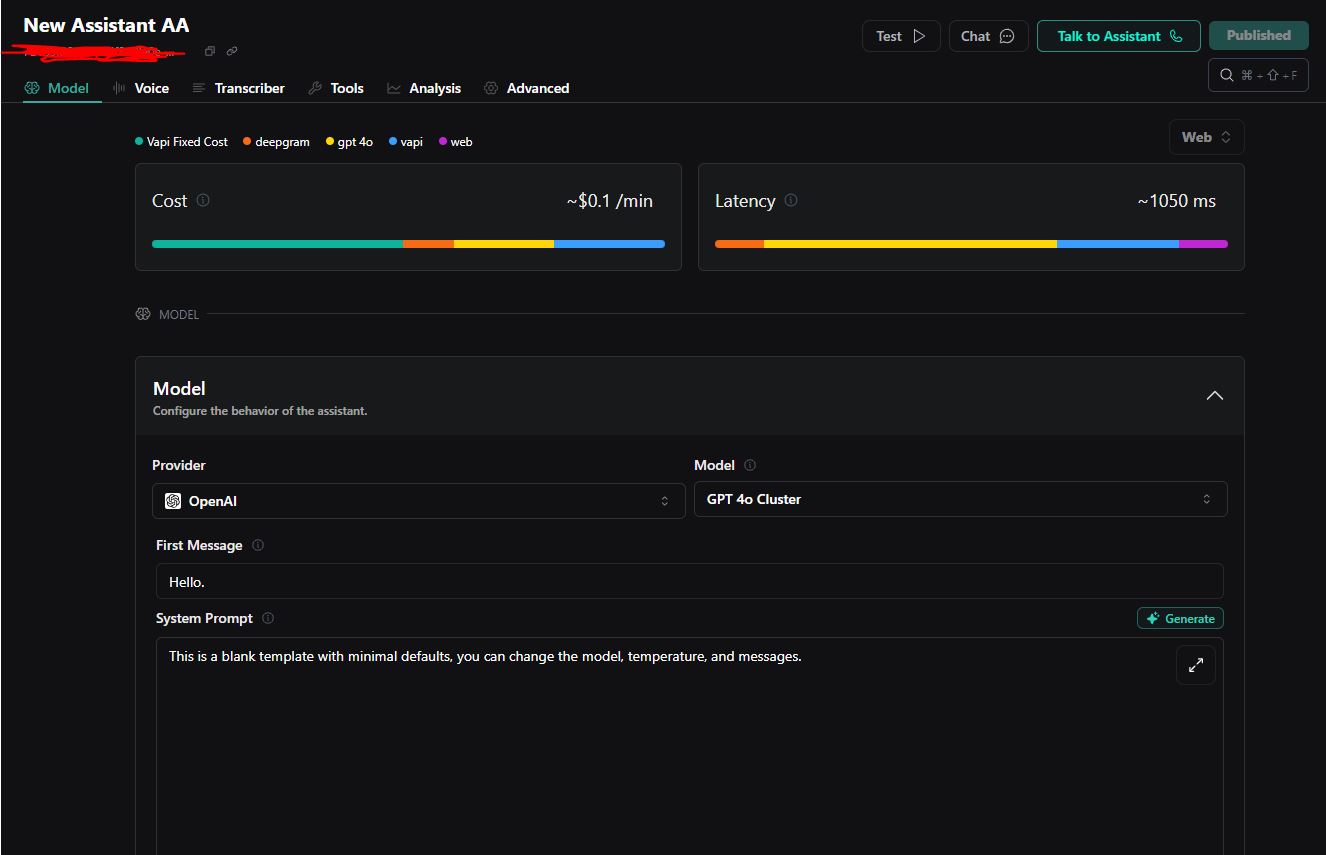 New Assistant AA
Test
Chat
Talk to Assistant
Published
⌘ + ⇧ + F
Model
Voice
Transcriber
Tools
Analysis
Advanced
Vapi Fixed Cost
deepgram
gpt 4o
vapi
web
Web
Cost
~$0.1 /min
Latency
~1050 ms
MODEL
Model
Configure the behavior of the assistant.
Provider
Model
OpenAI
GPT 4o Cluster
First Message
Hello.
System Prompt
Generate
This is a blank template with minimal defaults, you can change the model, temperature, and messages.